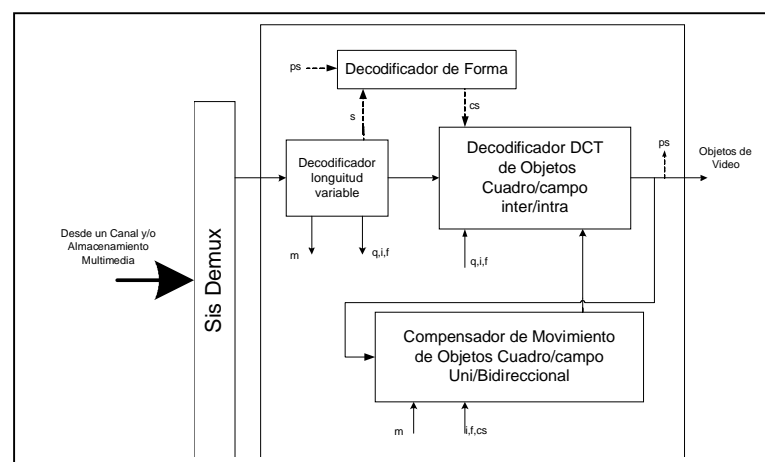 ps
Decodificador de Forma
s
cs
Decodificador
longuitud
variable
Decodificador DCT
de Objetos
Cuadro/campo
inter/intra
ps
Objetos de
Video
Desde un Canal y/o
Almacenamiento
Multimedia
Sis Demux
m
q,i,f
q,i,f
Compensador de Movimiento
de Objetos Cuadro/campo
Uni/Bidireccional
m
i,f,cs